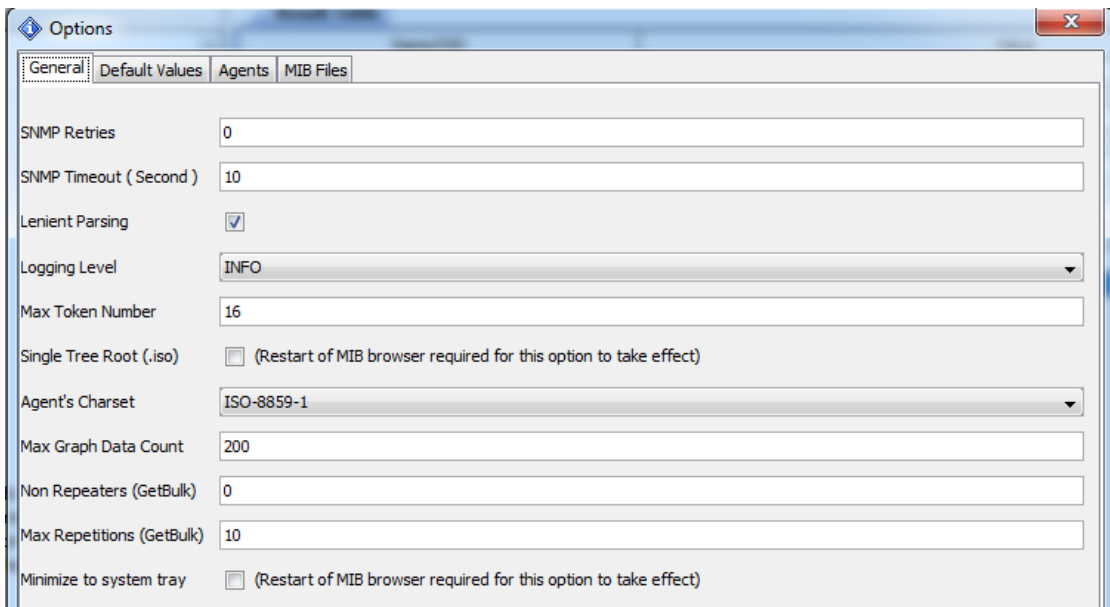 Options
General Default Values Agents MIB Files
SNMP Retries 0
SNMP Timeout ( Second ) 10
Lenient Parsing
Logging Level INFO
Max Token Number 16
Single Tree Root (.iso) (Restart of MIB browser required for this option to take effect)
Agent's Charset ISO-8859-1
Max Graph Data Count 200
Non Repeaters (GetBulk) 0
Max Repetitions (GetBulk) 10
Minimize to system tray (Restart of MIB browser required for this option to take effect)